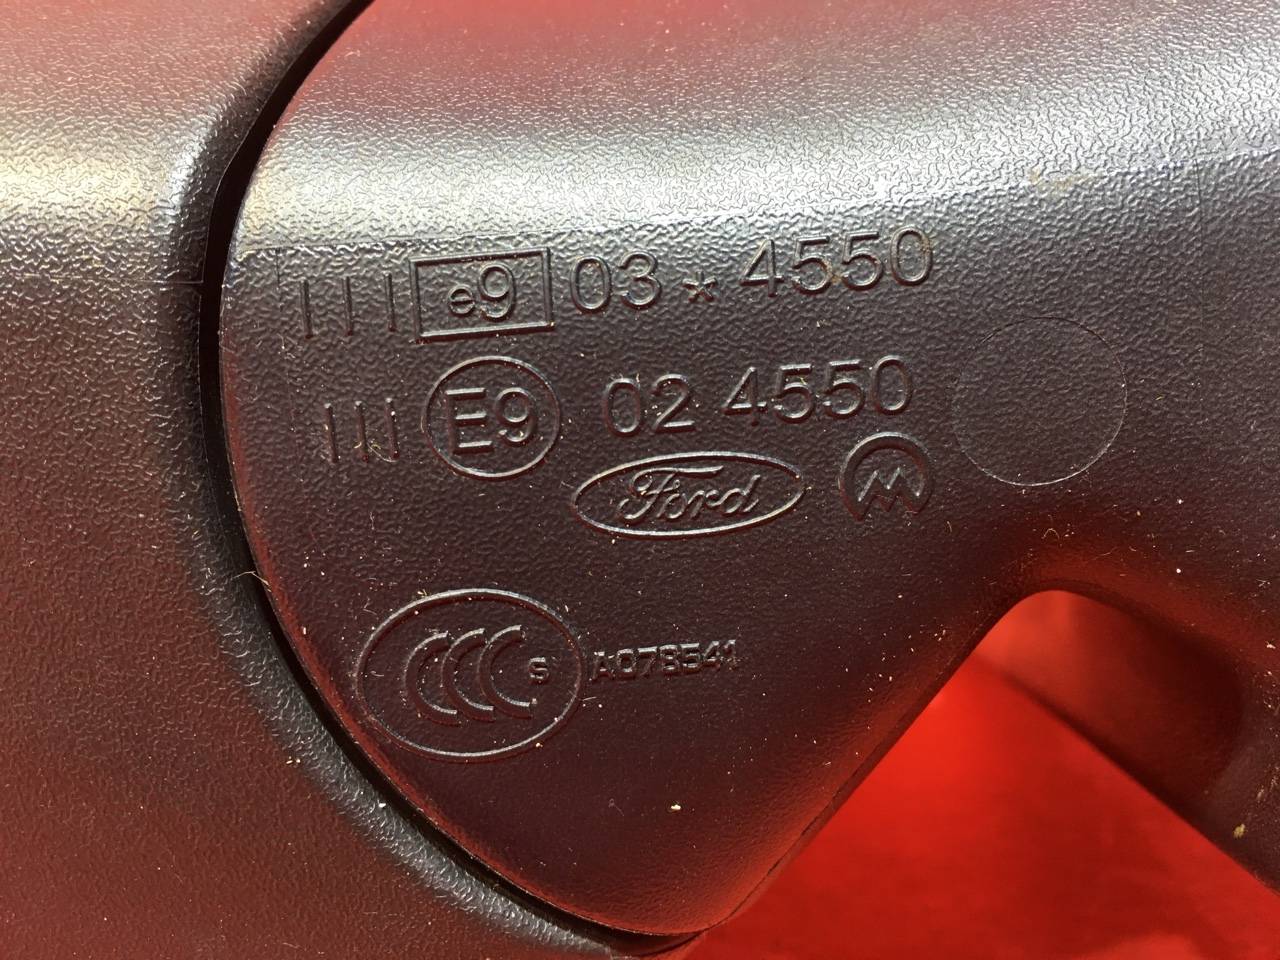 III e9 03 * 4550
III E9 02 4550
Ford M
CCC S A078541